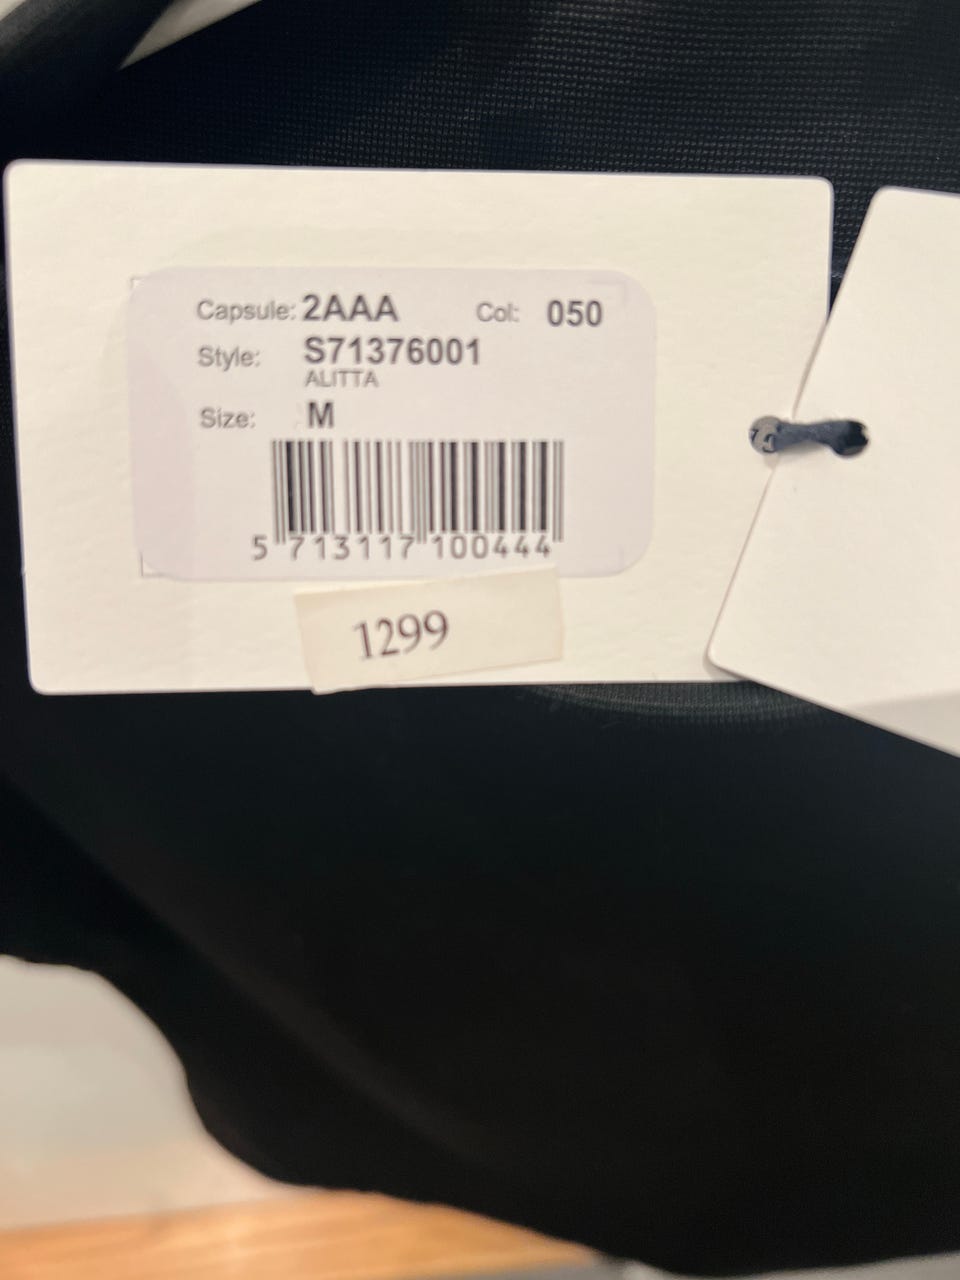 Capsule: 2AAA Col: 050
Style: S71376001
ALITTA
Size: M
5 713117 100444
1299